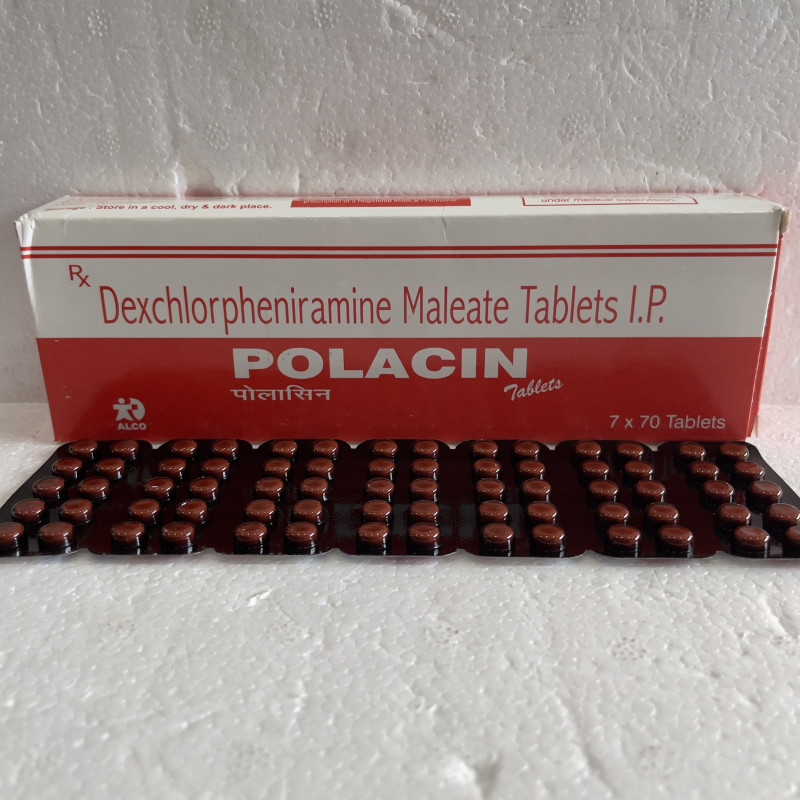 : Store in a cool, dry & dark place.
under medical supervision.
Rx
Dexchlorpheniramine Maleate Tablets I.P.
POLACIN
Tablets
पोलासिन
ALCO
7 x 70 Tablets